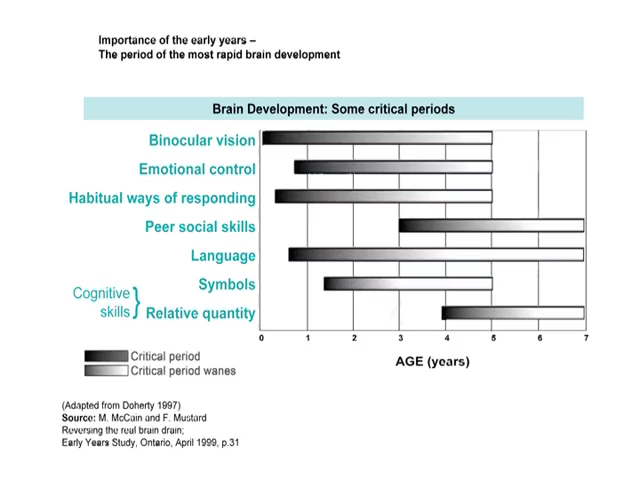 Importance of the early years –
The period of the most rapid brain development
Brain Development: Some critical periods
Binocular vision
Emotional control
Habitual ways of responding
Peer social skills
Language
Symbols
Cognitive
skills
Relative quantity
0 1 2 3 4 5 6 7
AGE (years)
Critical period
Critical period wanes
(Adapted from Doherty 1997)
Source: M. McCain and F. Mustard
Reversing the real brain drain;
Early Years Study, Ontario, April 1999, p.31